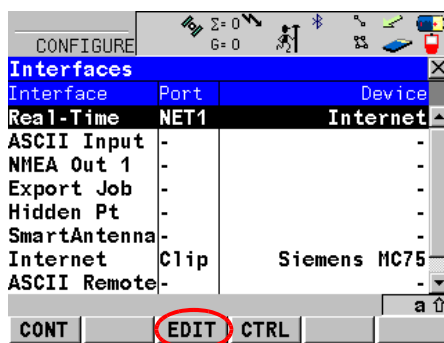 Σ= 0
CONFIGURE G= 0
Interfaces
Interface Port Device
Real-Time NET1 Internet
ASCII Input - -
NMEA Out 1 - -
Export Job - -
Hidden Pt - -
SmartAntenna - -
Internet Clip Siemens MC75
ASCII Remote - -
a
CONT EDIT CTRL